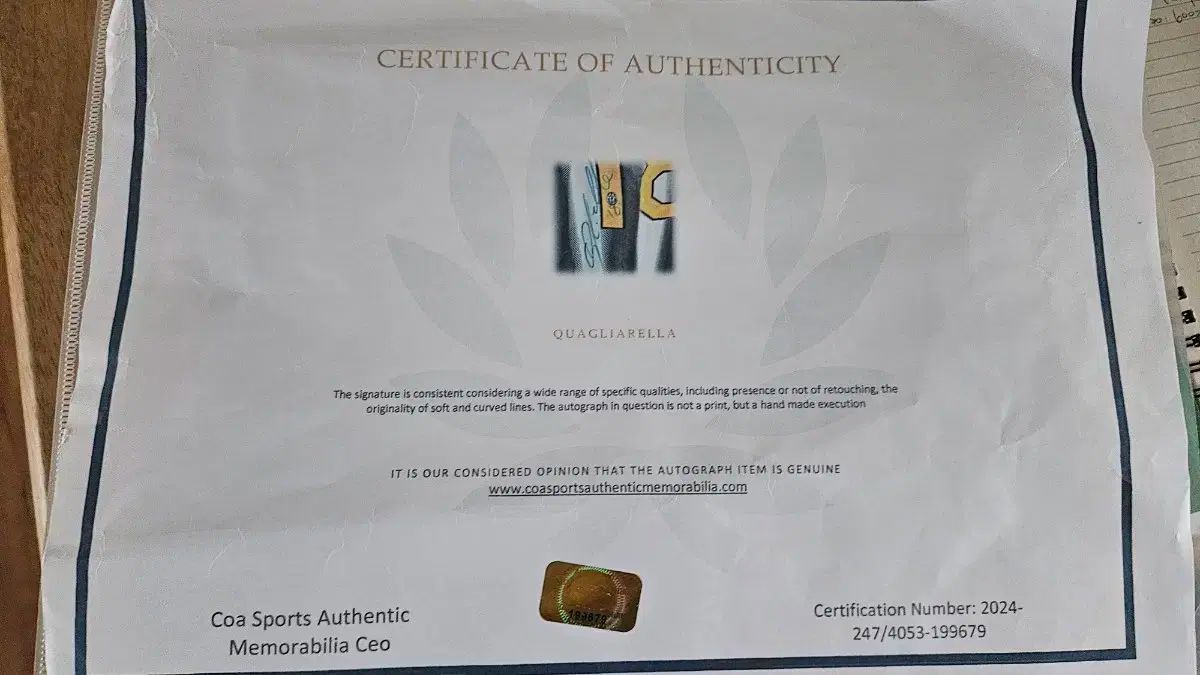 CERTIFICATE OF AUTHENTICITY
QUAGLIARELLA
The signature is consistent considering a wide range of specific qualities, including presence or not of retouching, the
originality of soft and curved lines. The autograph in question is not a print, but a hand made execution
IT IS OUR CONSIDERED OPINION THAT THE AUTOGRAPH ITEM IS GENUINE
www.coasportsauthenticmemorabilia.com
Coa Sports Authentic
Memorabilia Ceo
Certification Number: 2024-
247/4053-199679